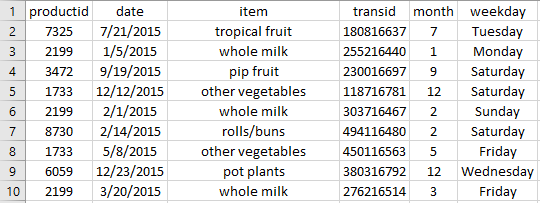 1 productid date item transid month weekday
2 7325 7/21/2015 tropical fruit 180816637 7 Tuesday
3 2199 1/5/2015 whole milk 255216440 1 Monday
4 3472 9/19/2015 pip fruit 230016697 9 Saturday
5 1733 12/12/2015 other vegetables 118716781 12 Saturday
6 2199 2/1/2015 whole milk 303716467 2 Sunday
7 8730 2/14/2015 rolls/buns 494116480 2 Saturday
8 1733 5/8/2015 other vegetables 450116563 5 Friday
9 6059 12/23/2015 pot plants 380316792 12 Wednesday
10 2199 3/20/2015 whole milk 276216514 3 Friday